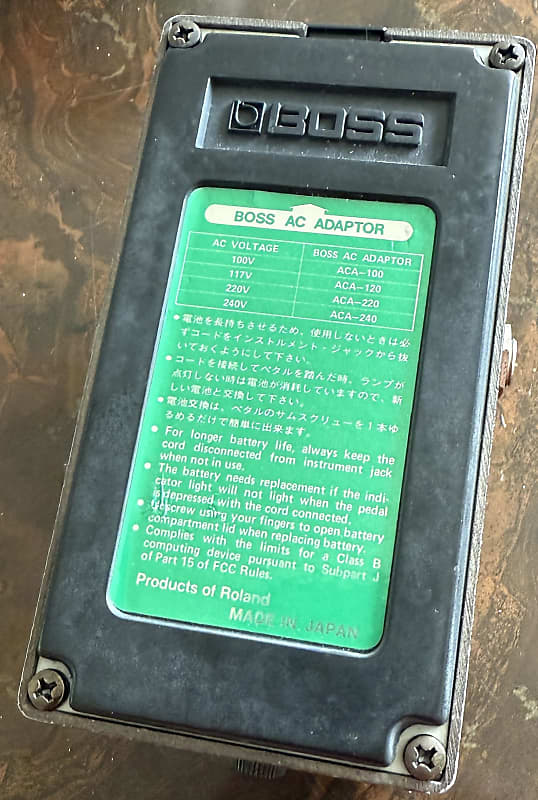 BOSS
BOSS AC ADAPTOR
AC VOLTAGE BOSS AC ADAPTOR
100V ACA-100
117V ACA-120
220V ACA-220
240V ACA-240
●電池を長持ちさせるため、使用しないときは必
ずコードをインストルメント・ジャックから抜
いておくようにして下さい。
●コードを接続してペダルを踏んだ時、ランプが
点灯しない時は電池が消耗していますので、新
しい電池と交換して下さい。
●電池交換は、ペダルのサムスクリューを1本ゆ
るめるだけで簡単に出来ます。
● For longer battery life, always keep the
cord disconnected from instrument jack
when not in use.
● The battery needs replacement if the indi-
cator light will not light when the pedal
is depressed with the cord connected.
● screw using your fingers to open battery
compartment lid when replacing battery.
● Complies with the limits for a Class B
computing device pursuant to Subpart J
of Part 15 of FCC Rules.
Products of Roland
MADE IN JAPAN